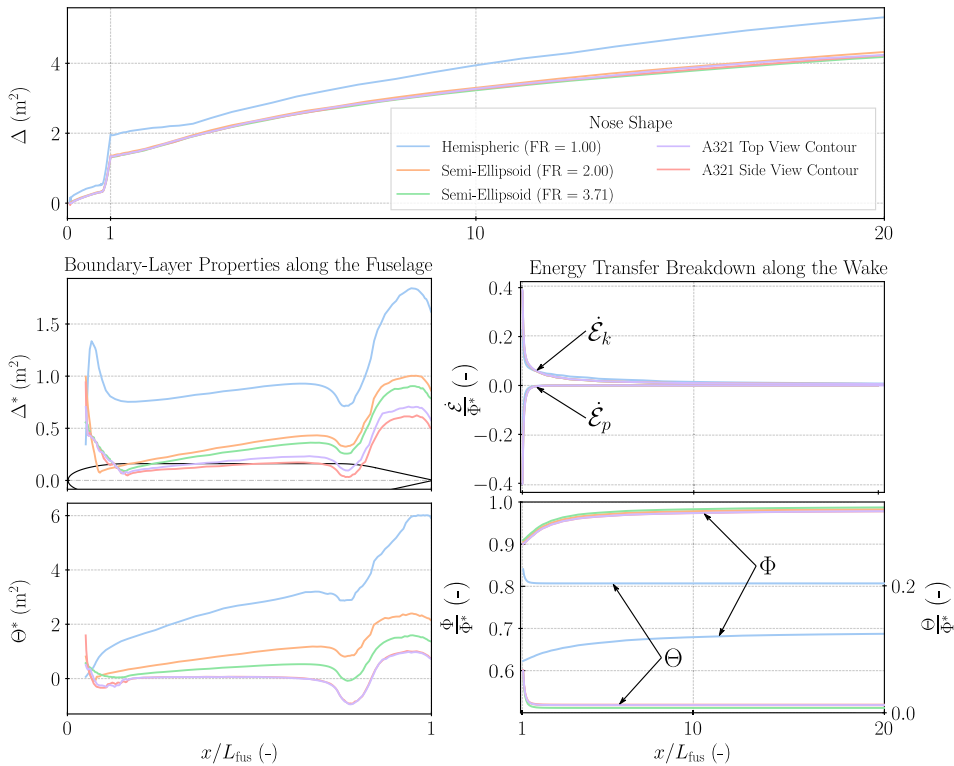 4
2
0
Δ (m²)
0
1
10
20
Nose Shape
Hemispheric (FR = 1.00)
Semi-Ellipsoid (FR = 2.00)
Semi-Ellipsoid (FR = 3.71)
A321 Top View Contour
A321 Side View Contour
Boundary-Layer Properties along the Fuselage
1.5
1.0
0.5
0.0
Δ* (m²)
6
4
2
0
Θ* (m²)
0
1
x/L_fus (-)
Energy Transfer Breakdown along the Wake
0.4
0.2
0.0
−0.2
−0.4
Ė/Φ* (-)
Ė_k
Ė_p
1.0
0.9
0.8
0.7
0.6
Φ/Φ* (-)
Φ
Θ
0.2
0.0
Θ/Φ* (-)
1
10
20
x/L_fus (-)